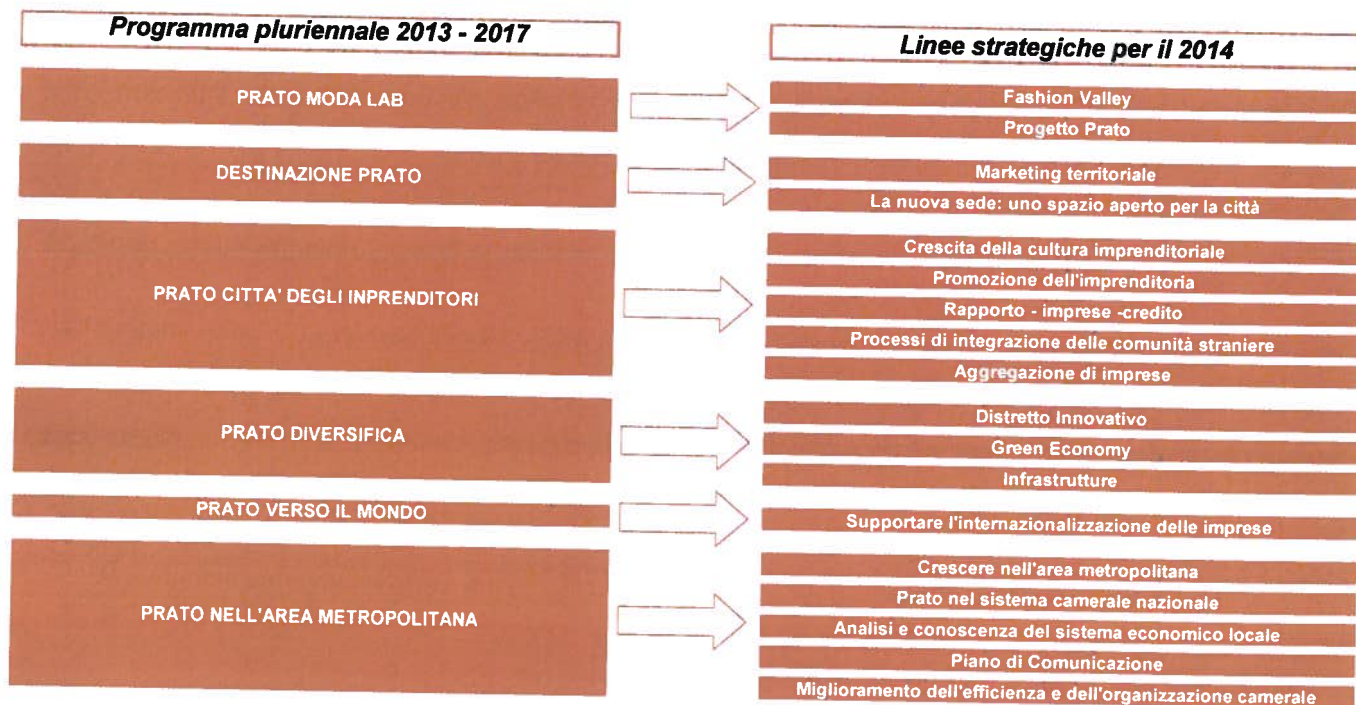 Programma pluriennale 2013 - 2017
Linee strategiche per il 2014
PRATO MODA LAB
Fashion Valley
Progetto Prato
DESTINAZIONE PRATO
Marketing territoriale
La nuova sede: uno spazio aperto per la città
PRATO CITTA' DEGLI INPRENDITORI
Crescita della cultura imprenditoriale
Promozione dell'imprenditoria
Rapporto - imprese -credito
Processi di integrazione delle comunità straniere
Aggregazione di imprese
PRATO DIVERSIFICA
Distretto Innovativo
Green Economy
Infrastrutture
PRATO VERSO IL MONDO
Supportare l'internazionalizzazione delle imprese
PRATO NELL'AREA METROPOLITANA
Crescere nell'area metropolitana
Prato nel sistema camerale nazionale
Analisi e conoscenza del sistema economico locale
Piano di Comunicazione
Miglioramento dell'efficienza e dell'organizzazione camerale